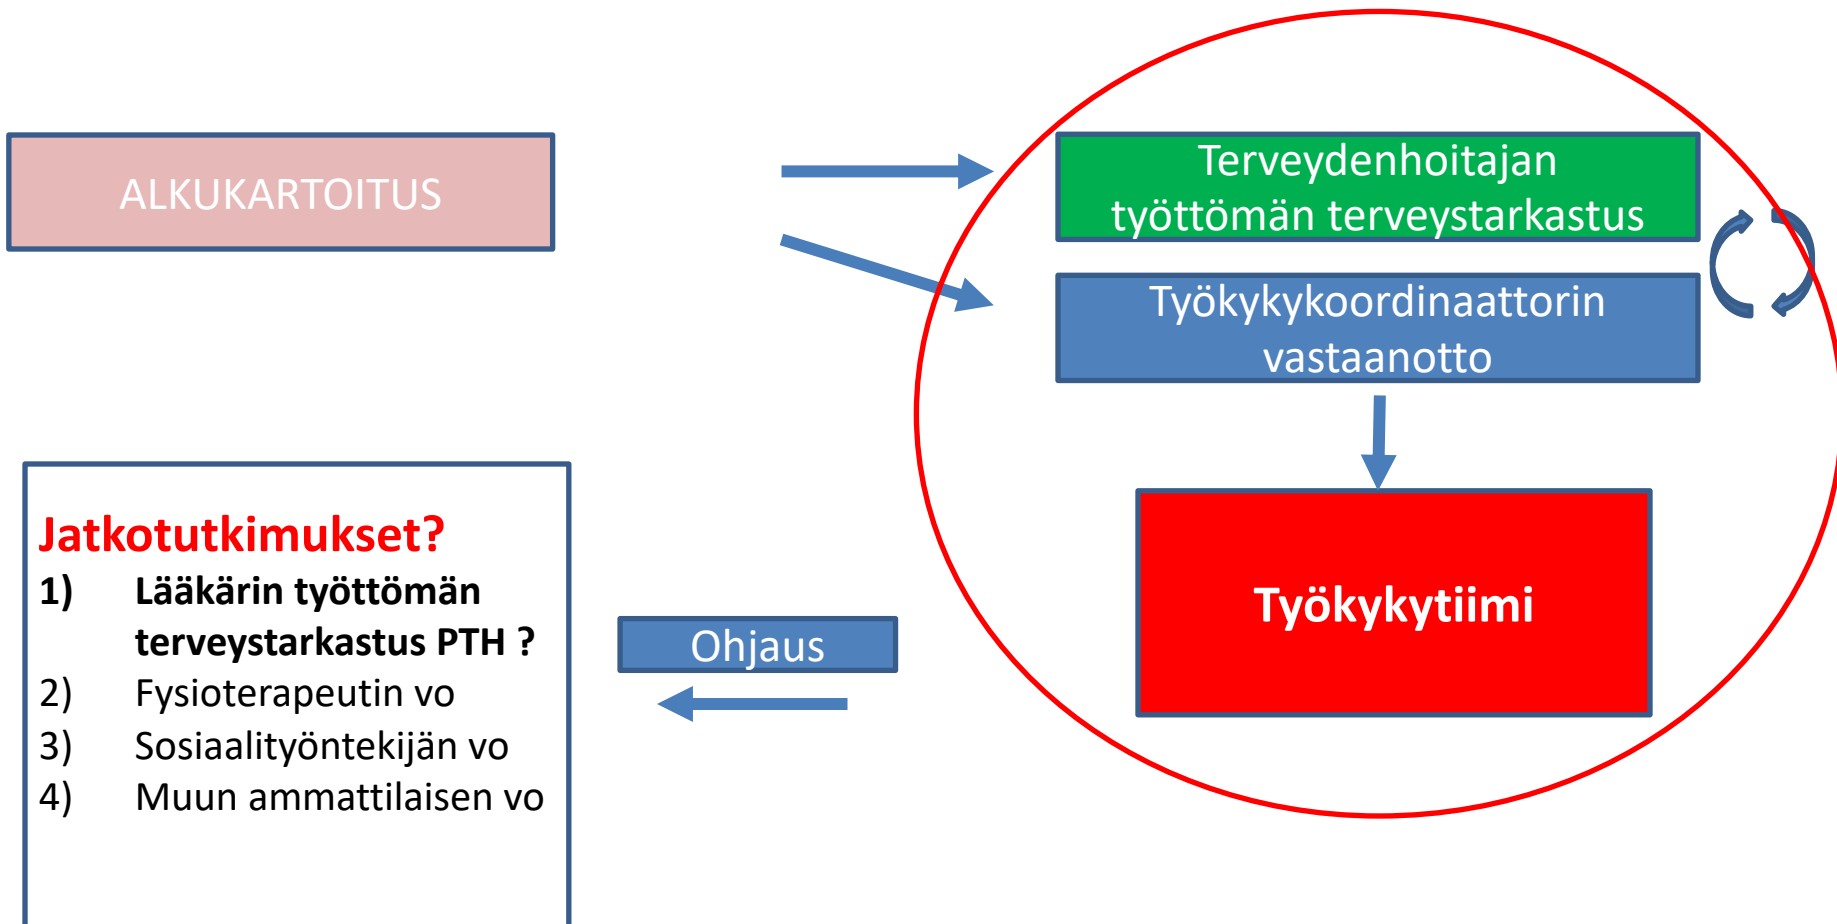 ALKUKARTOITUS
Terveydenhoitajan
työttömän terveystarkastus
Työkykykoordinaattorin
vastaanotto
Työkykytiimi
Ohjaus
Jatkotutkimukset?
1) Lääkärin työttömän
terveystarkastus PTH ?
2) Fysioterapeutin vo
3) Sosiaalityöntekijän vo
4) Muun ammattilaisen vo